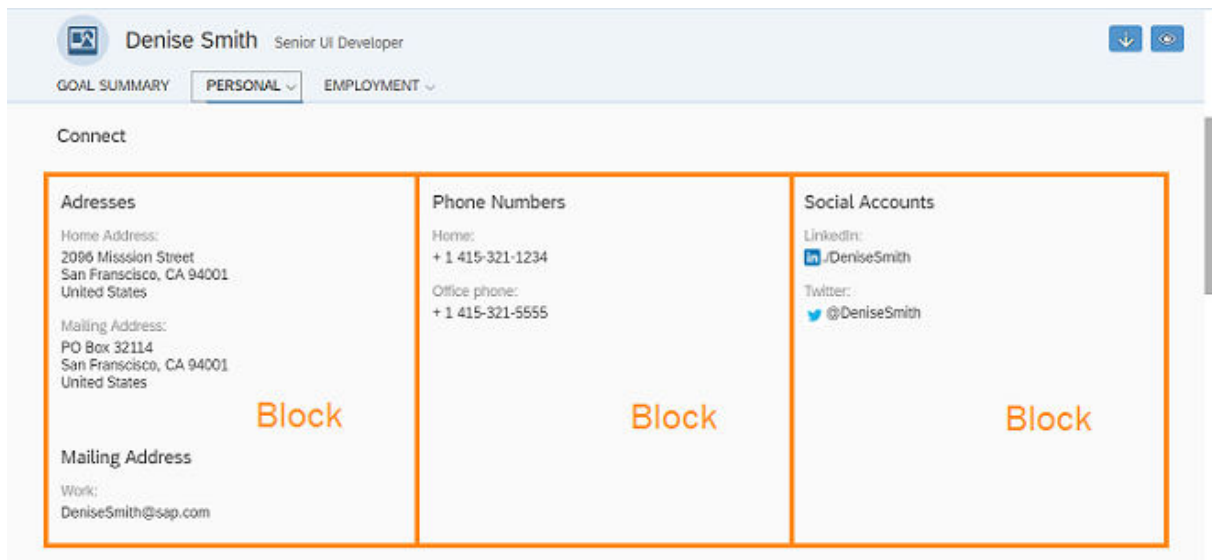 Denise Smith Senior UI Developer
GOAL SUMMARY PERSONAL EMPLOYMENT
Connect
Adresses
Home Address:
2096 Misssion Street
San Franscisco, CA 94001
United States
Mailing Address:
PO Box 32114
San Franscisco, CA 94001
United States
Block
Mailing Address
Work:
DeniseSmith@sap.com
Phone Numbers
Home:
+ 1 415-321-1234
Office phone:
+ 1 415-321-5555
Block
Social Accounts
LinkedIn:
in /DeniseSmith
Twitter:
@DeniseSmith
Block